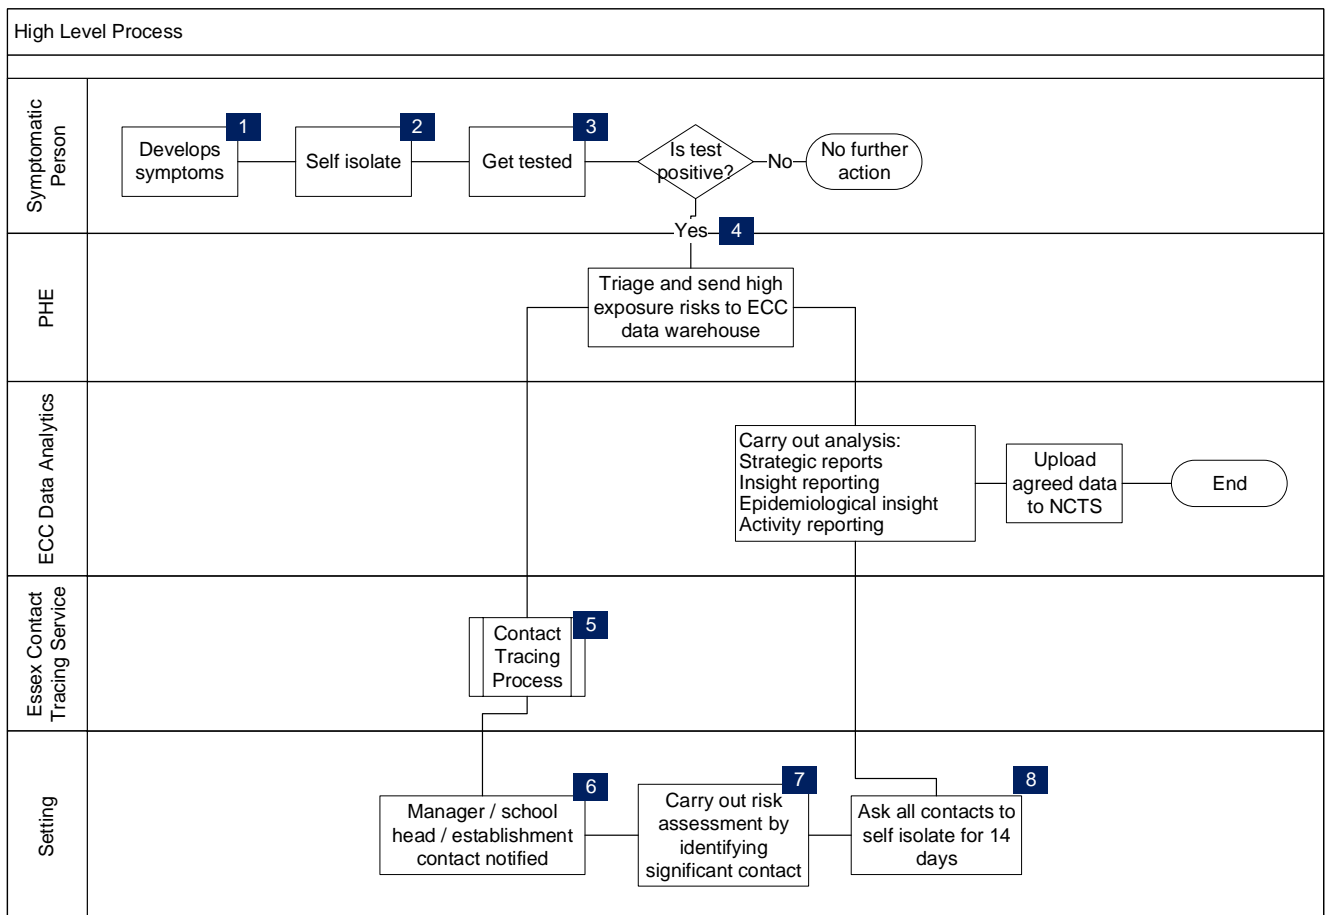 High Level Process
Symptomatic
Person
1
Develops
symptoms
2
Self isolate
3
Get tested
Is test
positive?
No
No further
action
Yes
4
PHE
Triage and send high
exposure risks to ECC
data warehouse
ECC Data Analytics
Carry out analysis:
Strategic reports
Insight reporting
Epidemiological insight
Activity reporting
Upload
agreed data
to NCTS
End
Essex Contact
Tracing Service
5
Contact
Tracing
Process
Setting
6
Manager / school
head / establishment
contact notified
7
Carry out risk
assessment by
identifying
significant contact
8
Ask all contacts to
self isolate for 14
days